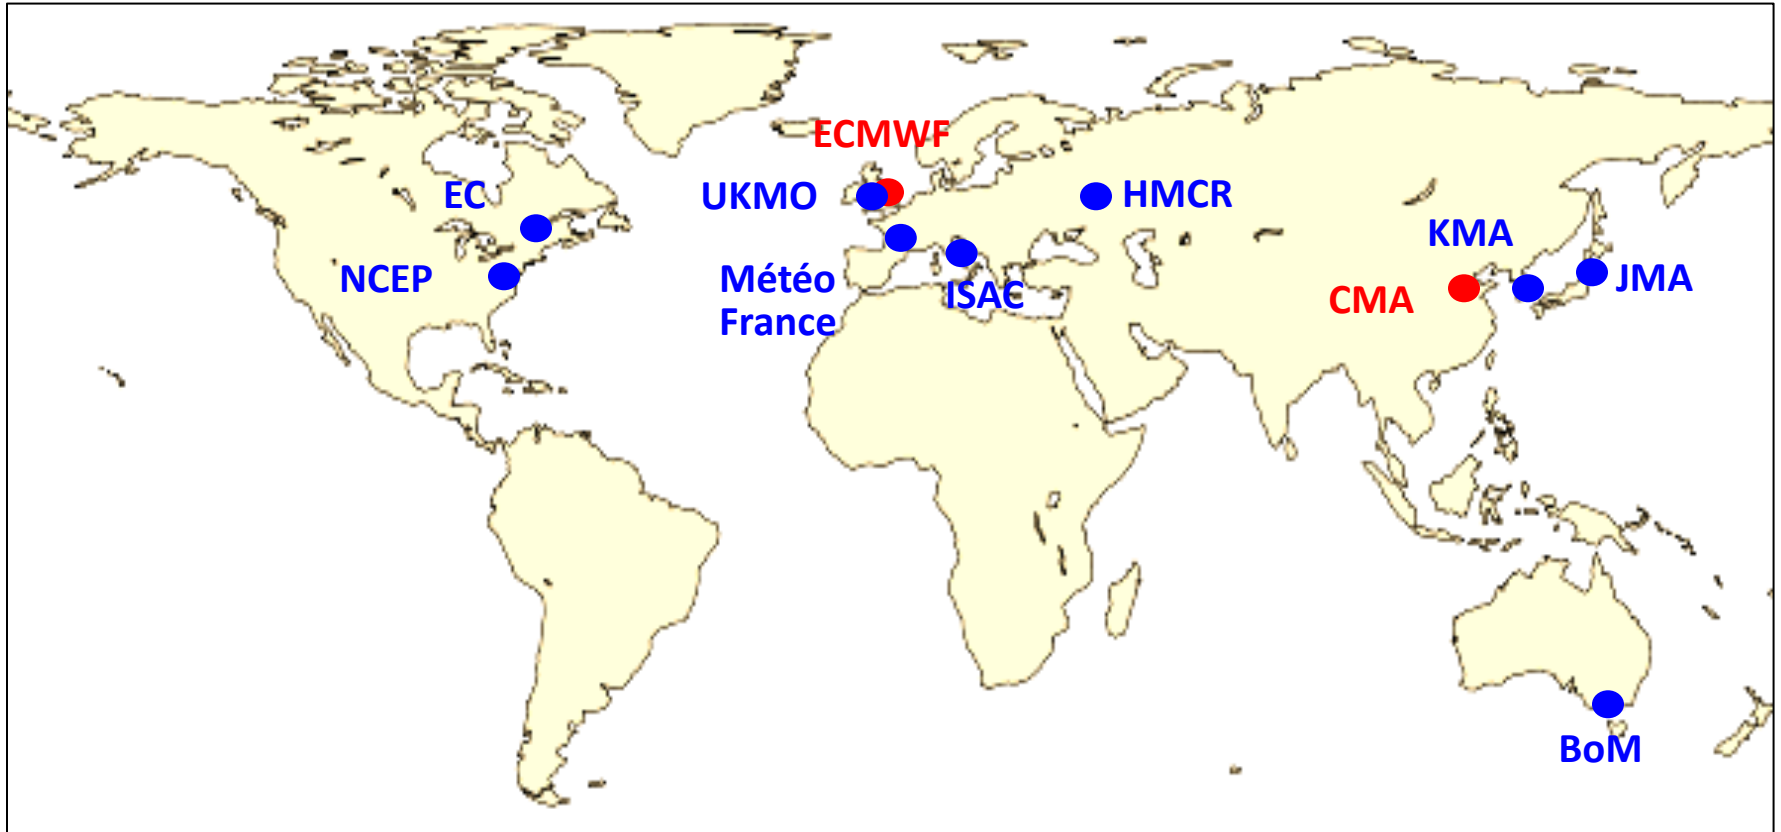 ECMWF
EC
UKMO
HMCR
KMA
NCEP
Météo
France
ISAC
CMA
JMA
BoM